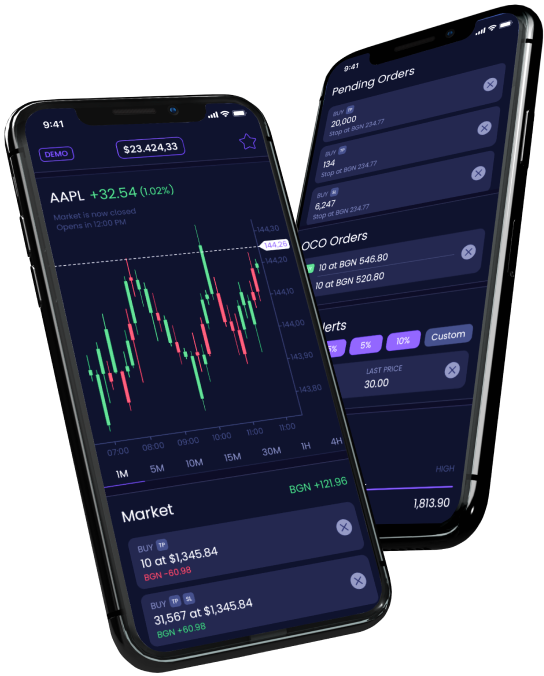 9:41
DEMO
$23.424,33
AAPL +32.54 (1.02%)
Market is now closed
Opens in 12:00 PM
144,30
144,26
144,20
144,10
144,00
143,90
143,80
07:00 08:00 09:00 10:00 11:00 11:00
1M 5M 10M 15M 30M 1H 4H
Market BGN +121.96
BUY TP
10 at $1,345.84
BGN -60.98
BUY TP SL
31,567 at $1,345.84
BGN +60.98
9:41
Pending Orders
BUY TP
20,000
Stop at BGN 234.77
BUY
134
Stop at BGN 234.77
BUY SL
6,247
Stop at BGN 234.77
OCO Orders
10 at BGN 546.80
10 at BGN 520.80
5% 10% Custom
LAST PRICE
30.00
HIGH
1,813.90